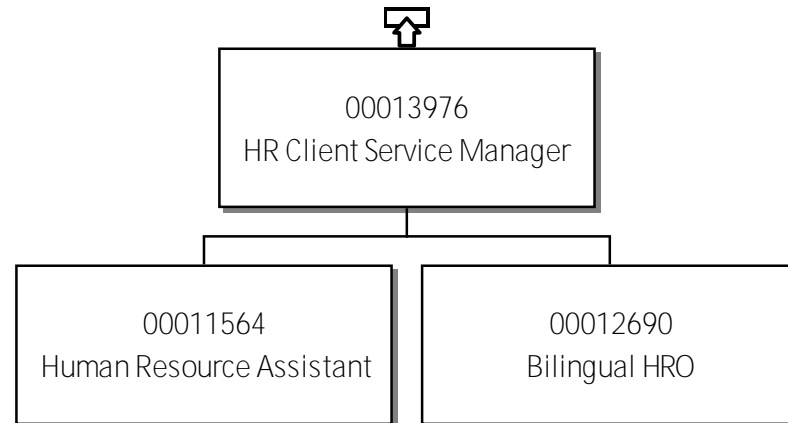 00013976
HR Client Service Manager
00011564
Human Resource Assistant
00012690
Bilingual HRO